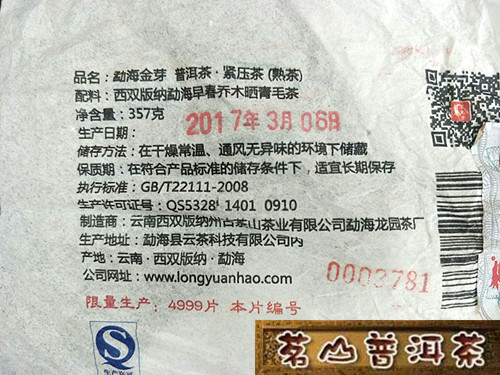 品名：勐海金芽 普洱茶·紧压茶 (熟茶)
配料：西双版纳勐海早春乔木晒青毛茶
净含量：357克
生产日期：2017年3月06日
储存方法：在干燥常温、通风无异味的环境下储藏
保质期：在符合产品标准的储存条件下，适宜长期保存
执行标准：GB/T22111-2008
生产许可证号：QS5328 1401 0910
制造商：云南西双版纳州古茶山茶业有限公司勐海龙园茶厂
生产地址：勐海县云茶科技有限公司内
产地：云南·西双版纳·勐海
公司网址：www.longyuanhao.com
0003781
限量生产：4999片 本片编号
生产许可
茗山普洱茶